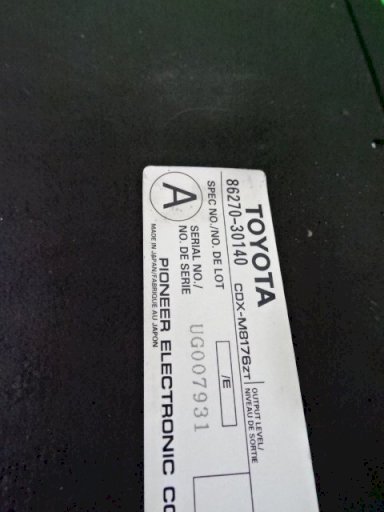 TOYOTA
86270-30140 CDX-M8176ZT
OUTPUT LEVEL/
NIVEAU DE SORTIE
SPEC NO./NO. DE LOT
/E
A
SERIAL NO./
NO. DE SERIE
UG007931
PIONEER ELECTRONIC CO
MADE IN JAPAN/FABRIQUE AU JAPON